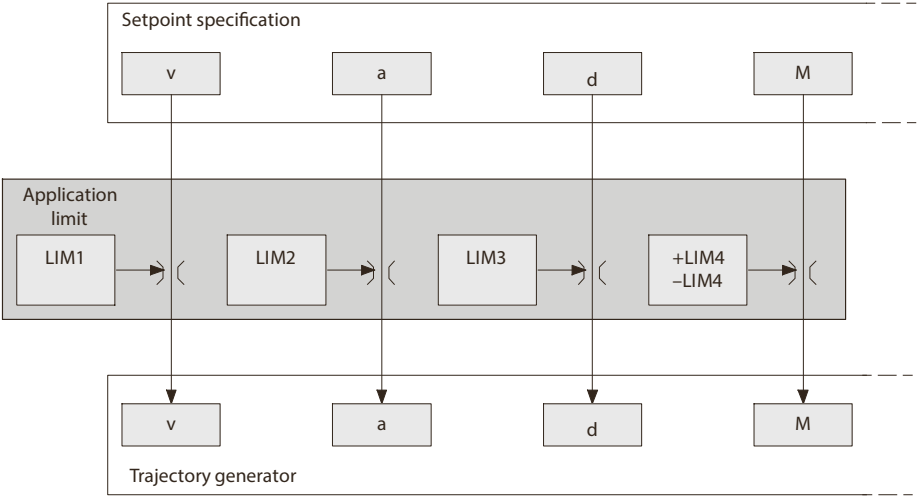 Setpoint specification
v
a
d
M
Application
limit
LIM1
LIM2
LIM3
+LIM4
–LIM4
v
a
d
M
Trajectory generator